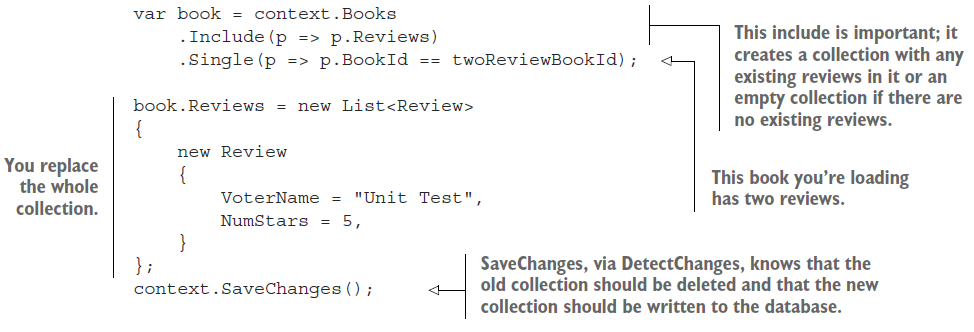 var book = context.Books
    .Include(p => p.Reviews)
    .Single(p => p.BookId == twoReviewBookId);
This include is important; it
creates a collection with any
existing reviews in it or an
empty collection if there are
no existing reviews.
This book you’re loading
has two reviews.
book.Reviews = new List<Review>
{
    new Review
    {
        VoterName = "Unit Test",
        NumStars = 5,
    }
};
You replace
the whole
collection.
context.SaveChanges();
SaveChanges, via DetectChanges, knows that the
old collection should be deleted and that the new
collection should be written to the database.